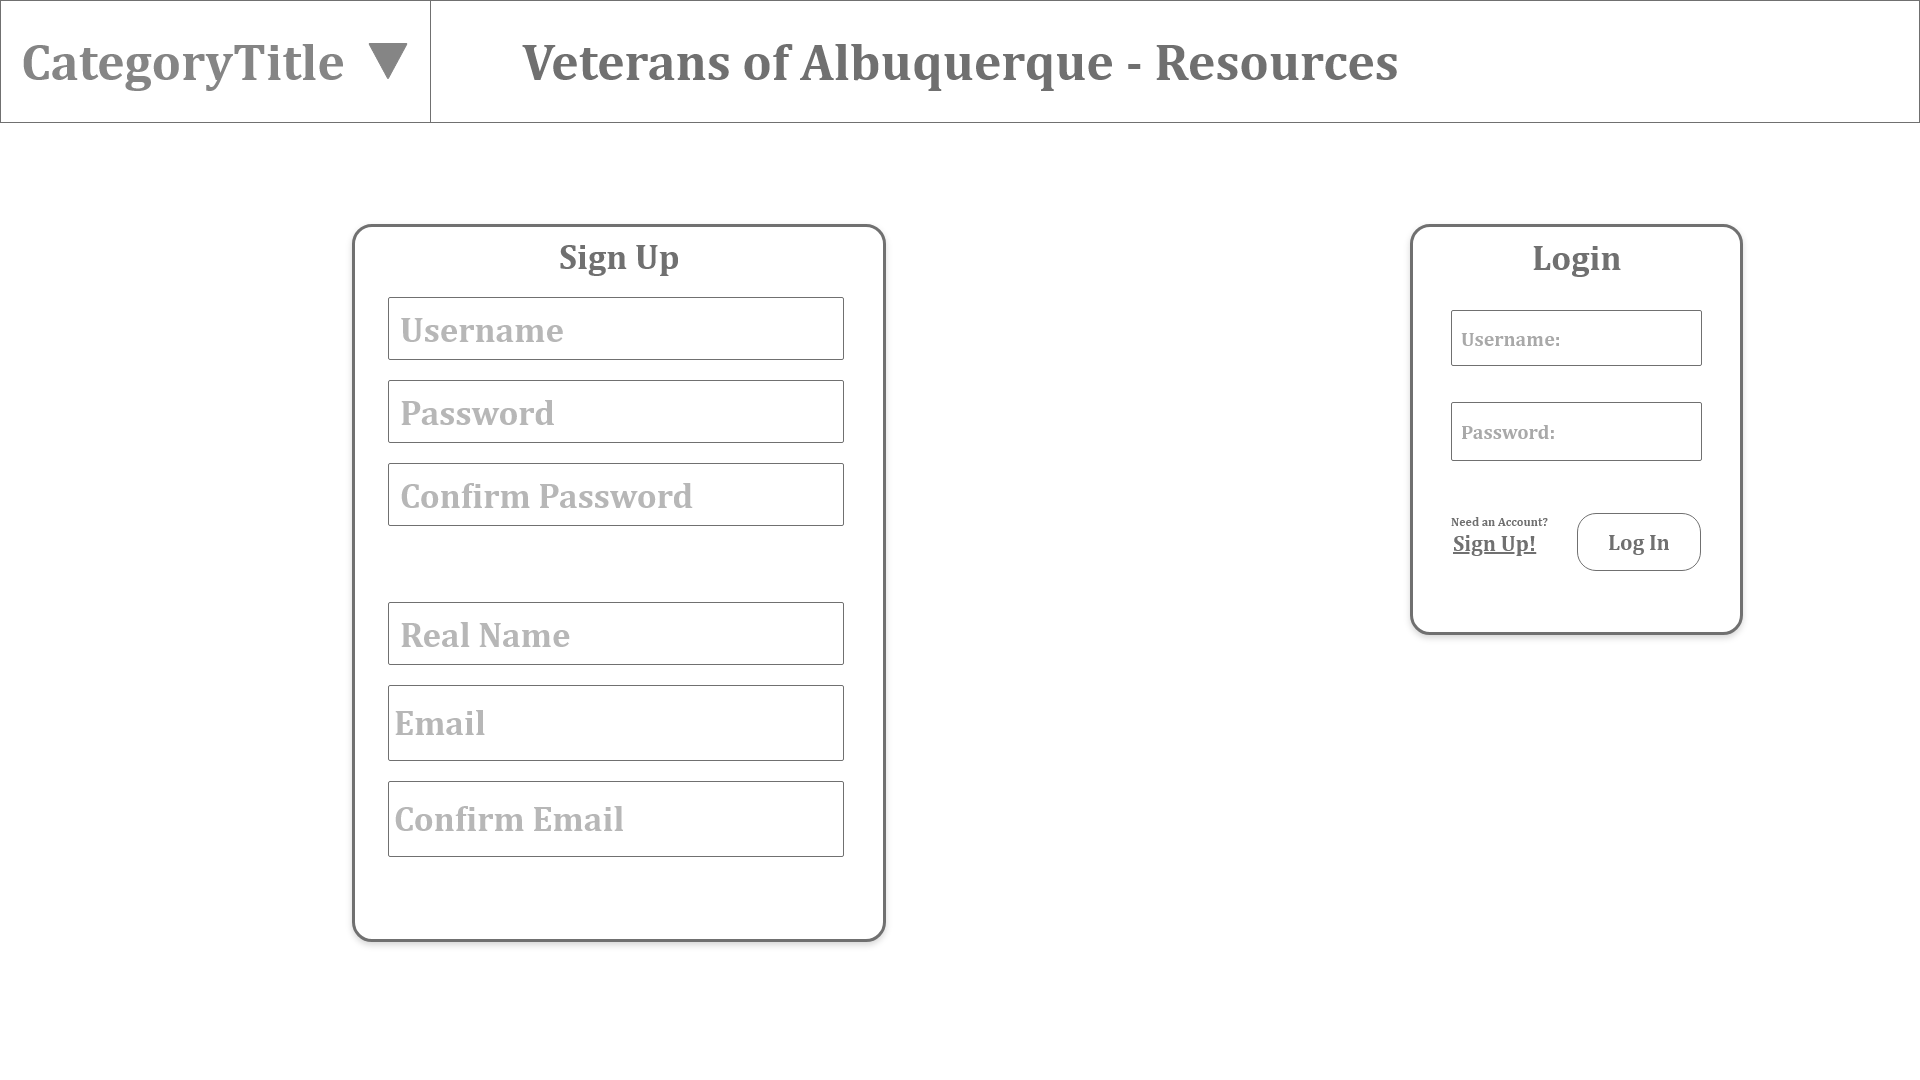 CategoryTitle ▼
Veterans of Albuquerque - Resources
Sign Up
Username
Password
Confirm Password
Real Name
Email
Confirm Email
Login
Username:
Password:
Need an Account?
Sign Up!
Log In